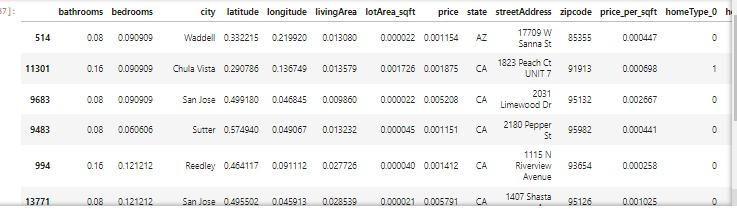 37]:
bathrooms bedrooms city latitude longitude livingArea lotArea_sqft price state streetAddress zipcode price_per_sqft homeType_0
514 0.08 0.090909 Waddell 0.332215 0.219920 0.013080 0.000022 0.001154 AZ 17709 W Sanna St 85355 0.000447 0
11301 0.16 0.090909 Chula Vista 0.290786 0.136749 0.013579 0.001726 0.001875 CA 1823 Peach Ct UNIT 7 91913 0.000698 1
9683 0.08 0.090909 San Jose 0.499180 0.046845 0.009860 0.000022 0.005208 CA 2031 Limewood Dr 95132 0.002667 0
9483 0.08 0.060606 Sutter 0.574940 0.049067 0.013232 0.000045 0.001151 CA 2180 Pepper St 95982 0.000441 0
994 0.16 0.121212 Reedley 0.464117 0.091112 0.027726 0.000040 0.001412 CA 1115 N Riverview Avenue 93654 0.000258 0
13771 0.08 0.121212 San Jose 0.495502 0.045913 0.028539 0.000021 0.005791 CA 1407 Shasta 95126 0.001025 0